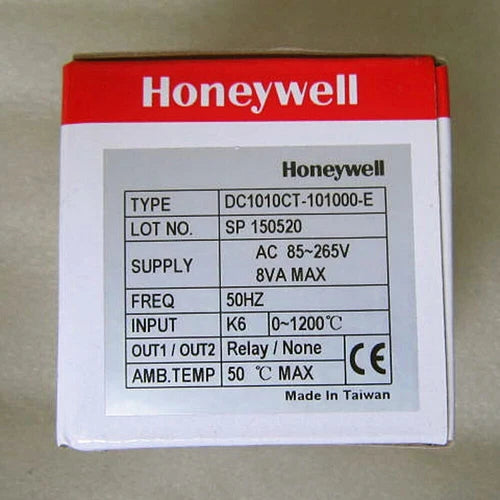 Honeywell
Honeywell
TYPE DC1010CT-101000-E
LOT NO. SP 150520
SUPPLY AC 85~265V
8VA MAX
FREQ 50HZ
INPUT K6 0~1200℃
OUT1 / OUT2 Relay / None
AMB.TEMP 50 ℃ MAX
CE
Made In Taiwan